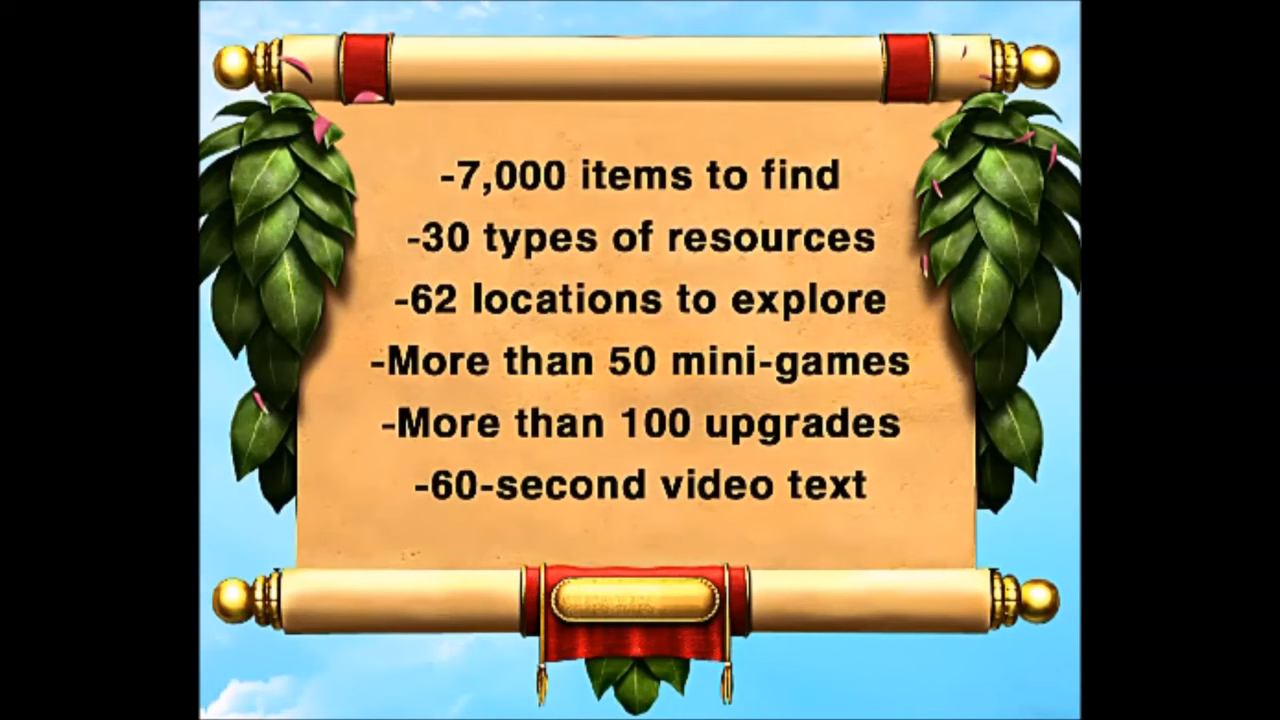 -7,000 items to find
-30 types of resources
-62 locations to explore
-More than 50 mini-games
-More than 100 upgrades
-60-second video text